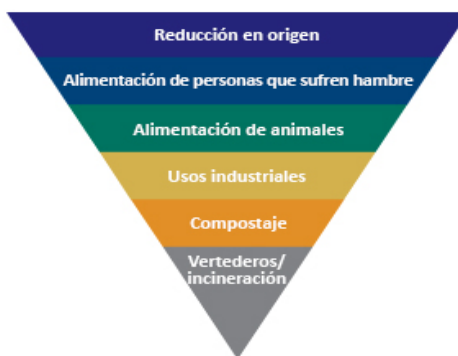 Reducción en origen
Alimentación de personas que sufren hambre
Alimentación de animales
Usos industriales
Compostaje
Vertederos/
incineración